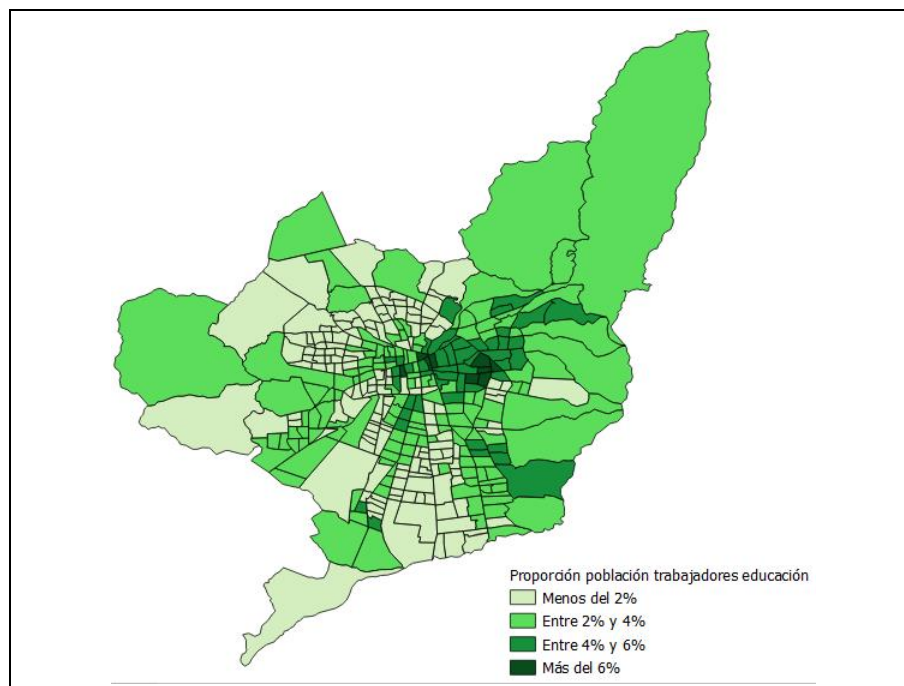 Proporción población trabajadores educación
Menos del 2%
Entre 2% y 4%
Entre 4% y 6%
Más del 6%